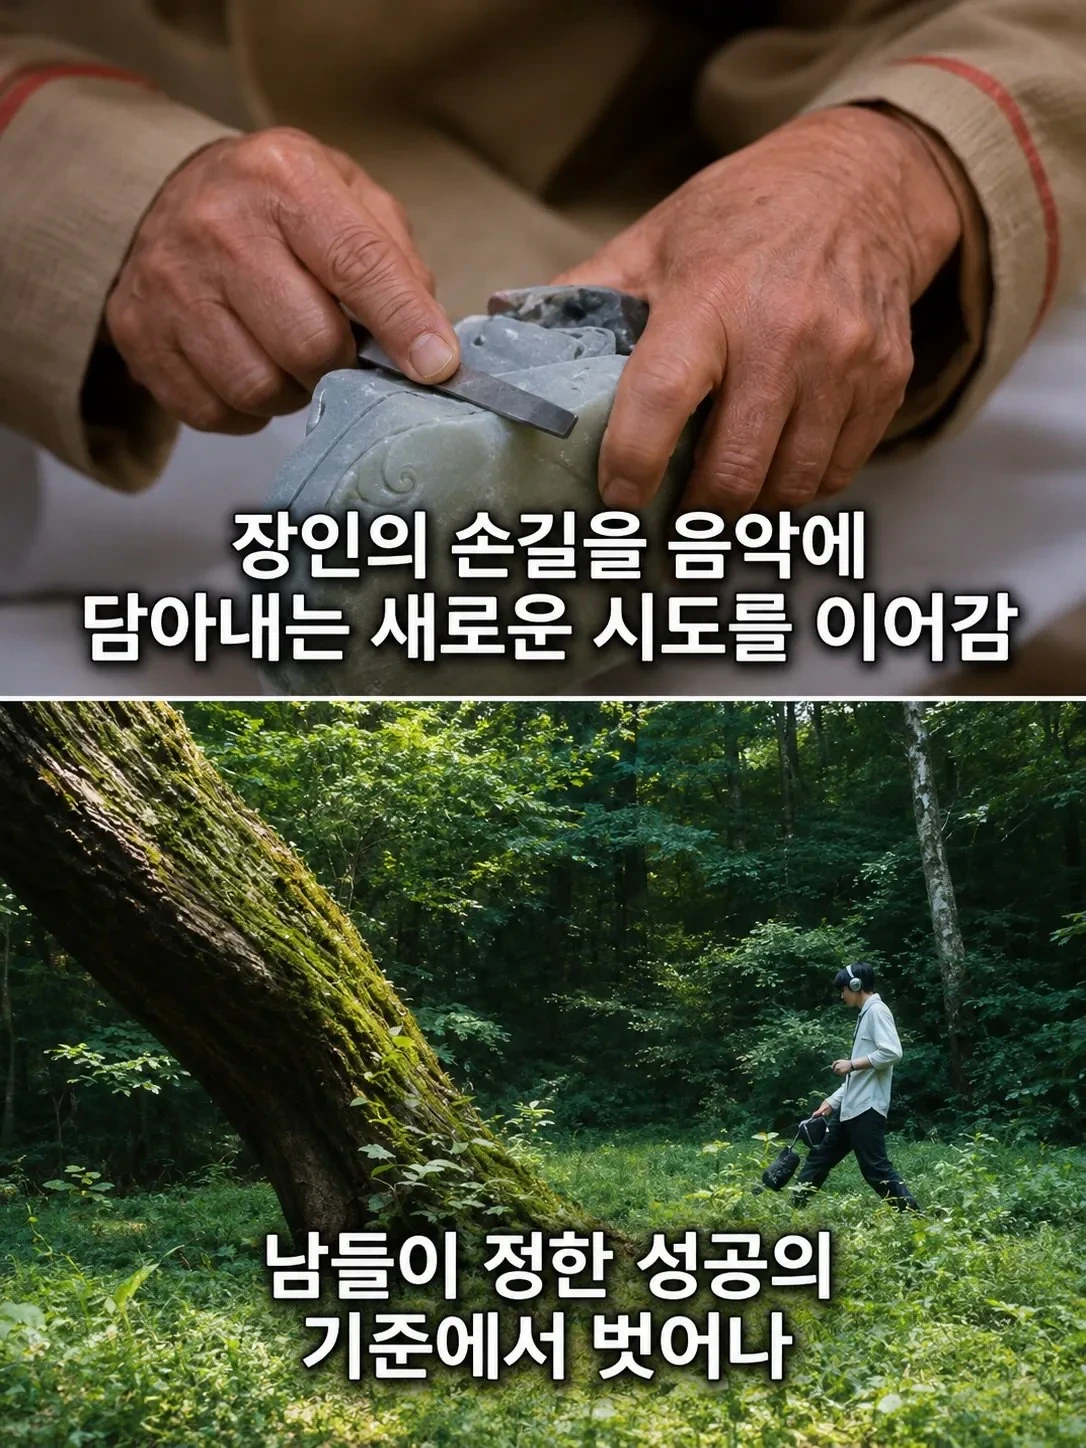 장인의 손길을 음악에
담아내는 새로운 시도를 이어감
남들이 정한 성공의
기준에서 벗어나